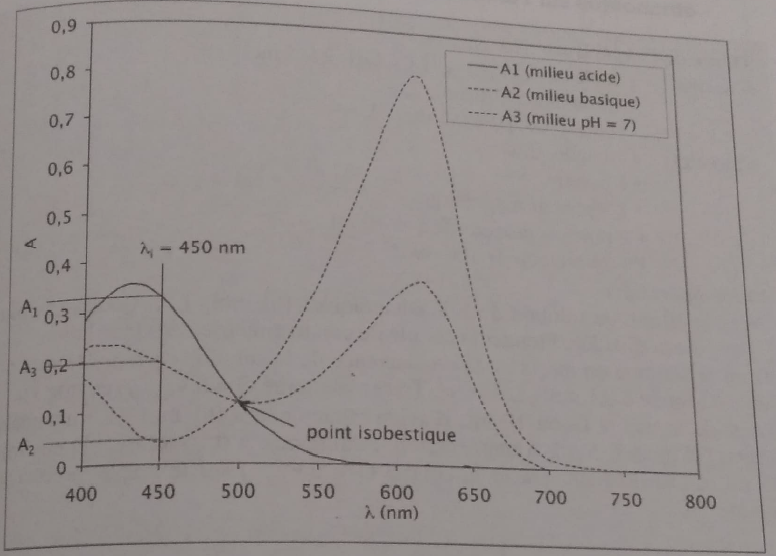 0,9
0,8
0,7
0,6
0,5
0,4
0,3
0,2
0,1
0
A
A1 (milieu acide)
A2 (milieu basique)
A3 (milieu pH = 7)
λi = 450 nm
A1
A3
A2
point isobestique
400 450 500 550 600 650 700 750 800
λ (nm)